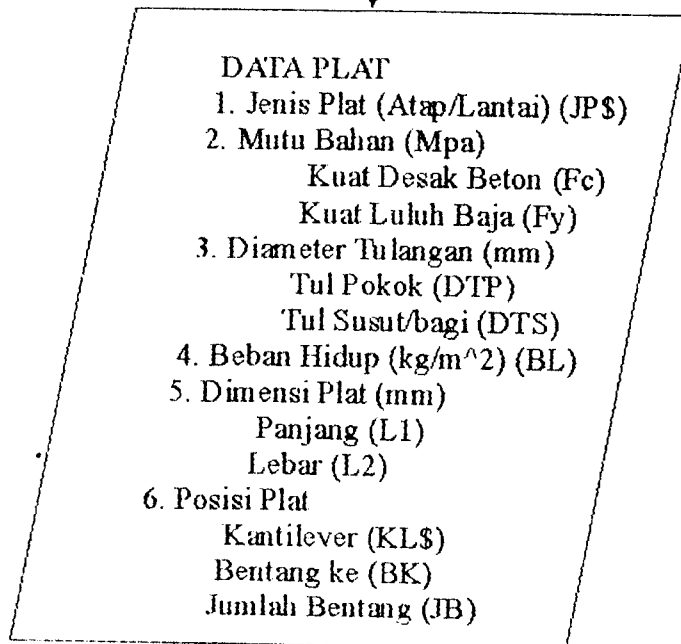 DATA PLAT
1. Jenis Plat (Atap/Lantai) (JP$)
2. Mutu Bahan (Mpa)
Kuat Desak Beton (Fc)
Kuat Luluh Baja (Fy)
3. Diameter Tulangan (mm)
Tul Pokok (DTP)
Tul Susut/bagi (DTS)
4. Beban Hidup (kg/m^2) (BL)
5. Dimensi Plat (mm)
Panjang (L1)
Lebar (L2)
6. Posisi Plat
Kantilever (KL$)
Bentang ke (BK)
Jumlah Bentang (JB)